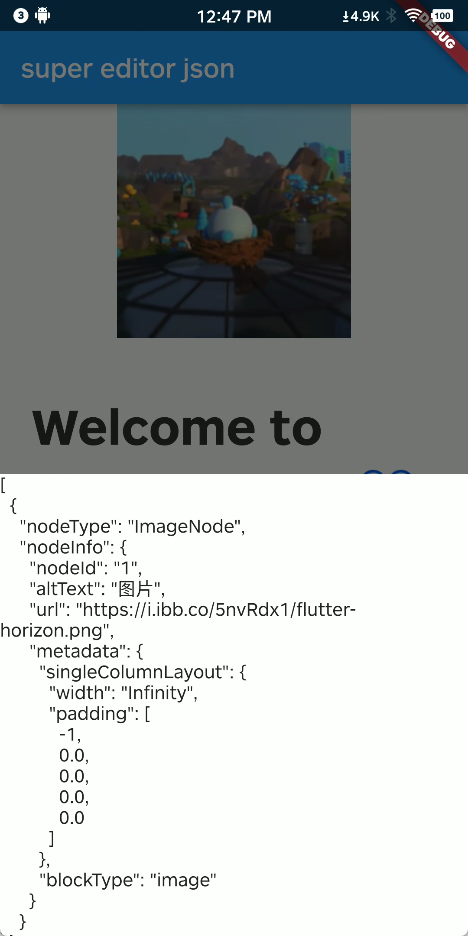 3 12:47 PM 4.9K 100
DEBUG
super editor json
Welcome to
[
{
"nodeType": "ImageNode",
"nodeInfo": {
"nodeId": "1",
"altText": "图片",
"url": "https://i.ibb.co/5nvRdx1/flutter-
horizon.png",
"metadata": {
"singleColumnLayout": {
"width": "Infinity",
"padding": [
-1,
0.0,
0.0,
0.0,
0.0
]
},
"blockType": "image"
}
}